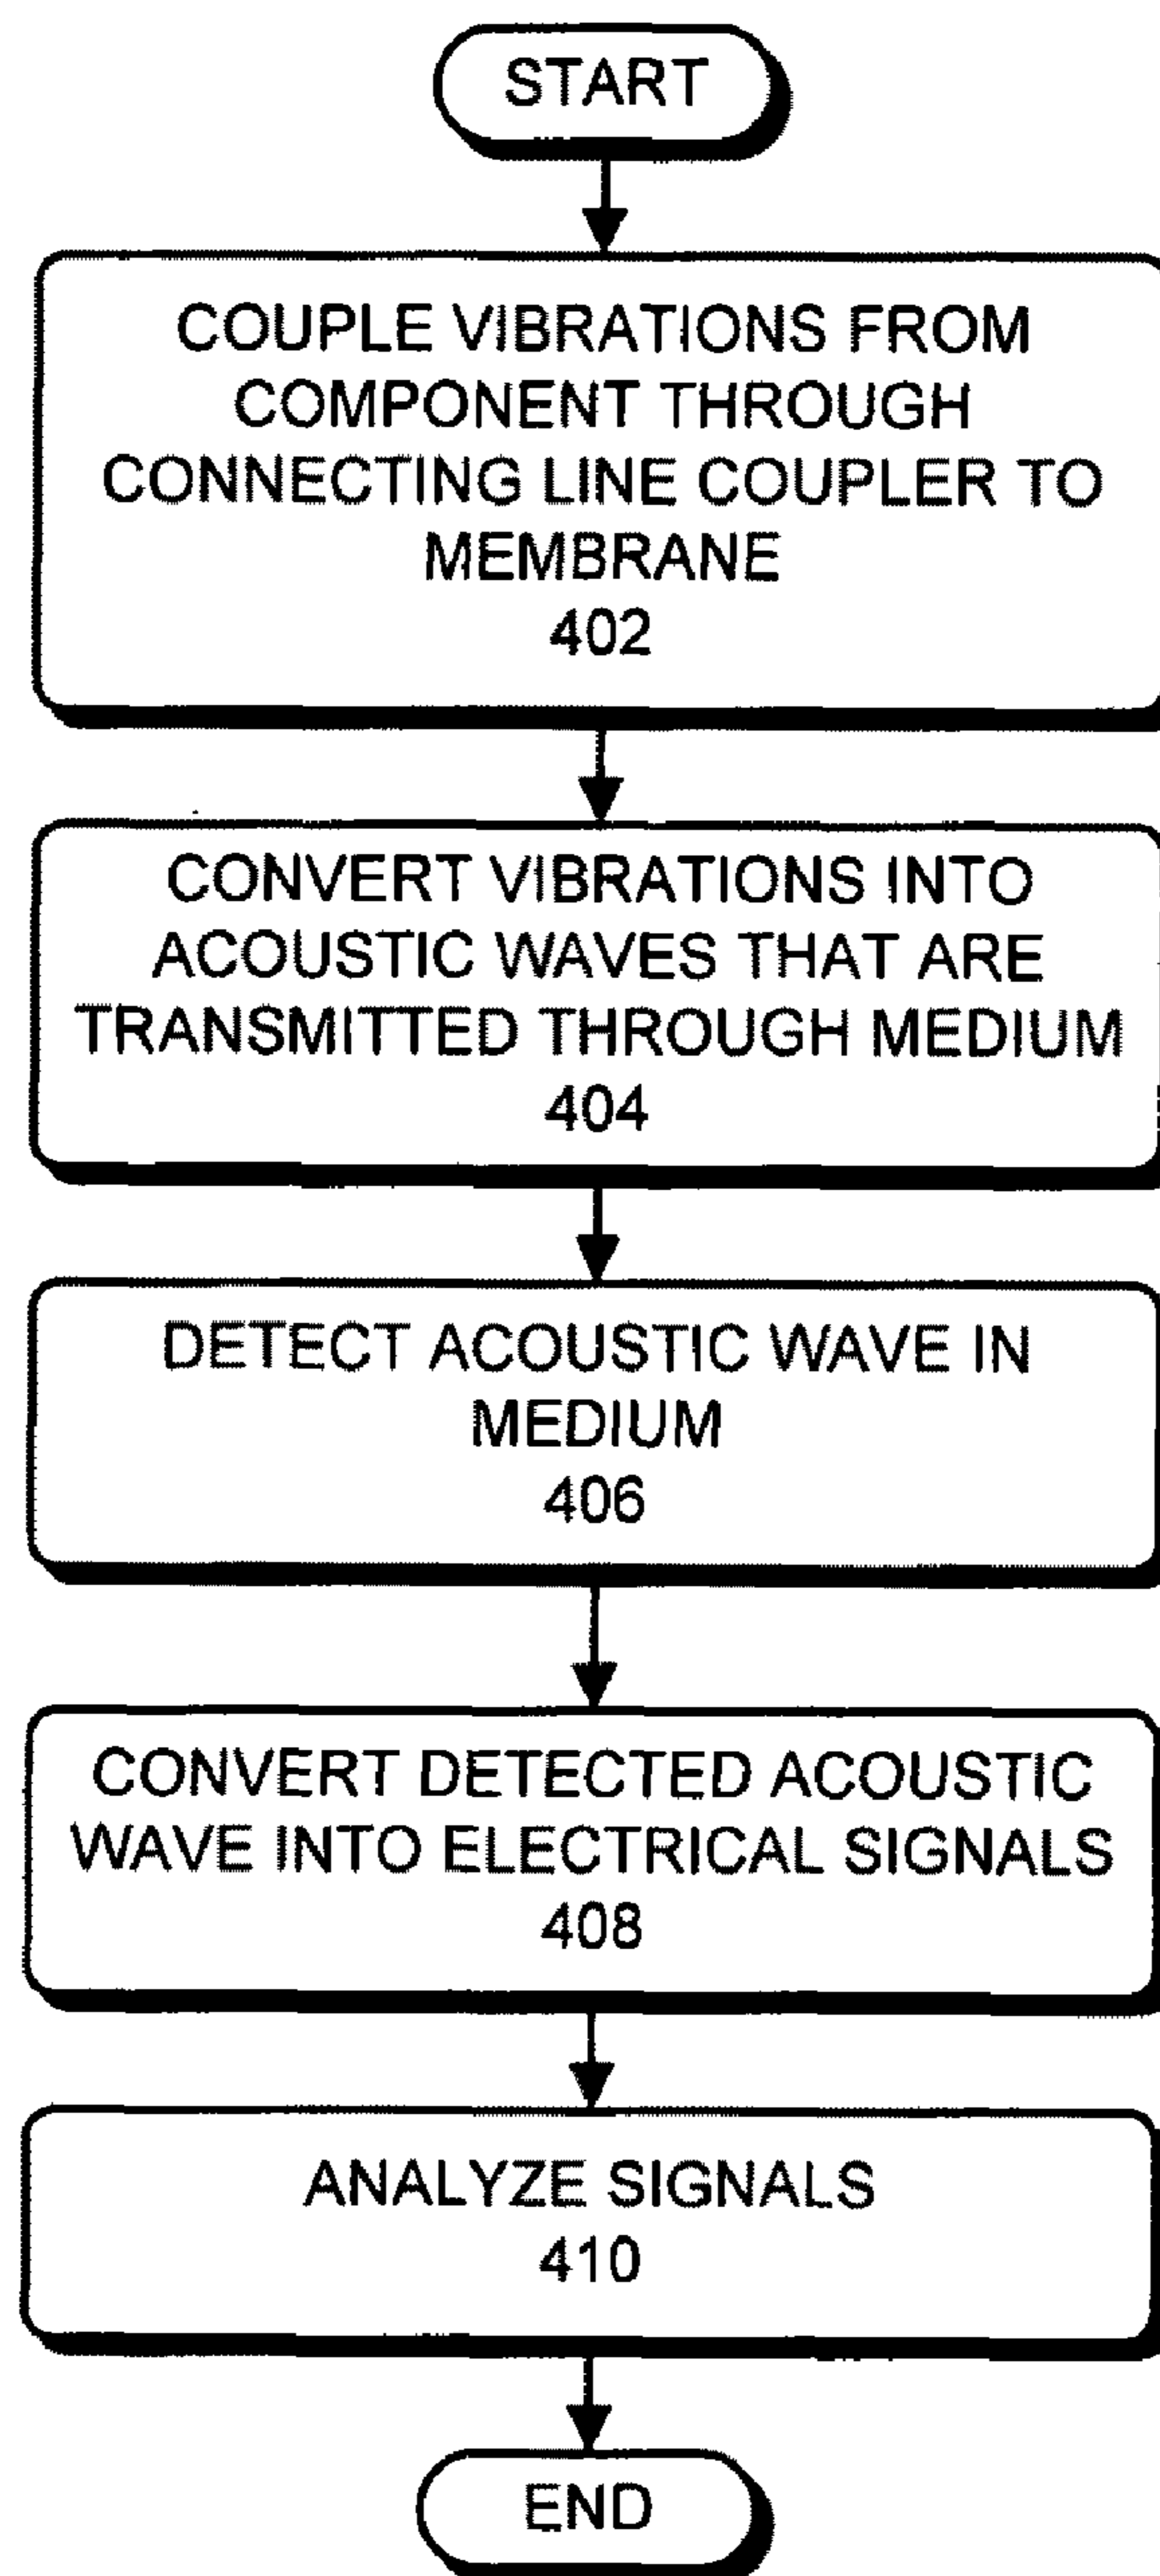 START
COUPLE VIBRATIONS FROM
COMPONENT THROUGH
CONNECTING LINE COUPLER TO
MEMBRANE
402
CONVERT VIBRATIONS INTO
ACOUSTIC WAVES THAT ARE
TRANSMITTED THROUGH MEDIUM
404
DETECT ACOUSTIC WAVE IN
MEDIUM
406
CONVERT DETECTED ACOUSTIC
WAVE INTO ELECTRICAL SIGNALS
408
ANALYZE SIGNALS
410
END